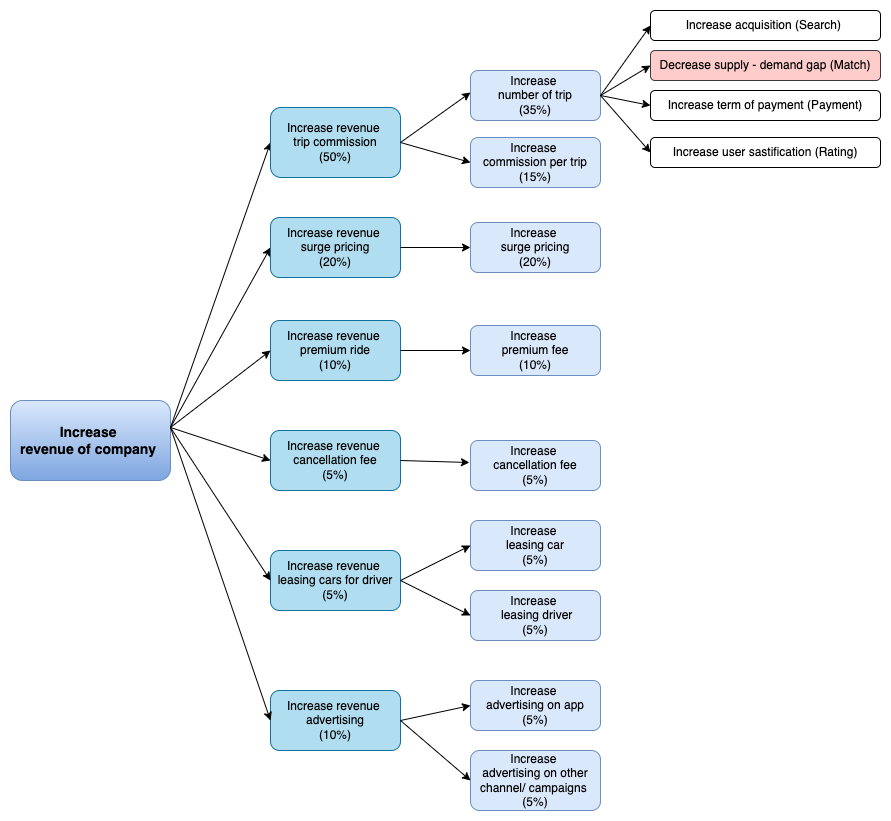 Increase
revenue of company
Increase revenue
trip commission
(50%)
Increase
number of trip
(35%)
Increase acquisition (Search)
Decrease supply - demand gap (Match)
Increase term of payment (Payment)
Increase user sastification (Rating)
Increase
commission per trip
(15%)
Increase revenue
surge pricing
(20%)
Increase
surge pricing
(20%)
Increase revenue
premium ride
(10%)
Increase
premium fee
(10%)
Increase revenue
cancellation fee
(5%)
Increase
cancellation fee
(5%)
Increase revenue
leasing cars for driver
(5%)
Increase
leasing car
(5%)
Increase
leasing driver
(5%)
Increase revenue
advertising
(10%)
Increase
advertising on app
(5%)
Increase
advertising on other
channel/ campaigns
(5%)